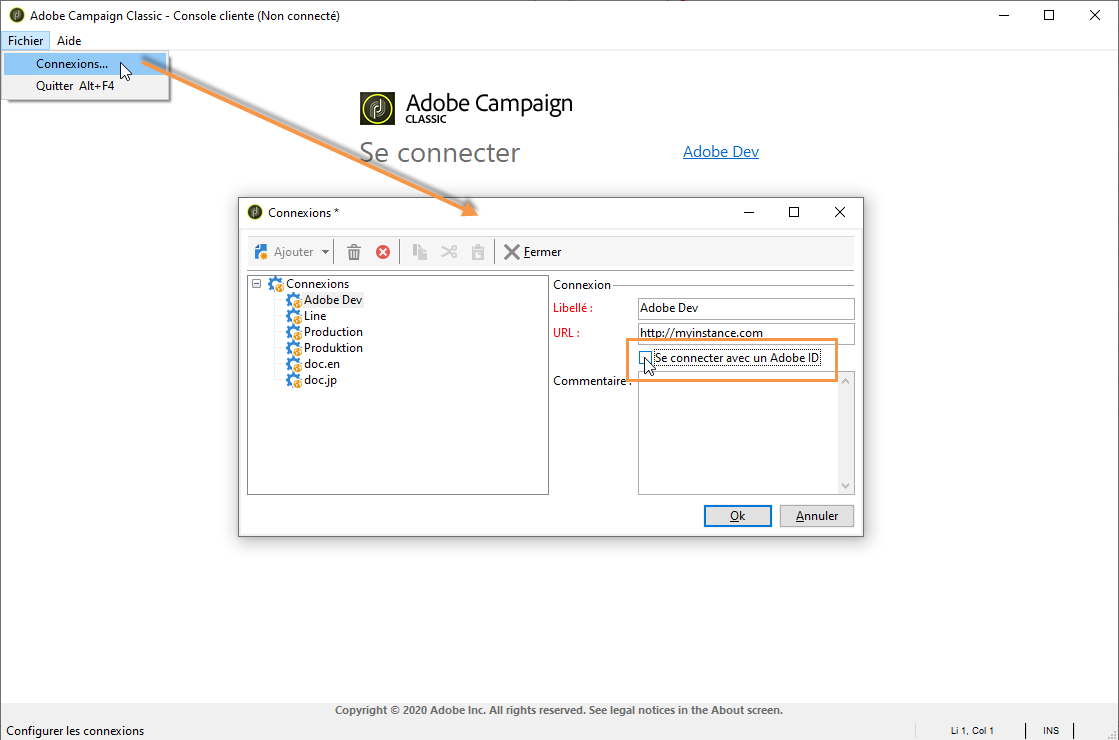 Adobe Campaign Classic - Console cliente (Non connecté)
Fichier Aide
Connexions...
Quitter Alt+F4
Adobe Campaign
CLASSIC
Se connecter
Adobe Dev
Connexions *
Ajouter Fermer
Connexions
Adobe Dev
Line
Production
Produktion
doc.en
doc.jp
Connexion
Libellé : Adobe Dev
URL : http://myinstance.com
Se connecter avec un Adobe ID
Commentaire :
Ok Annuler
Copyright © 2020 Adobe Inc. All rights reserved. See legal notices in the About screen.
Configurer les connexions Li 1, Col 1 INS